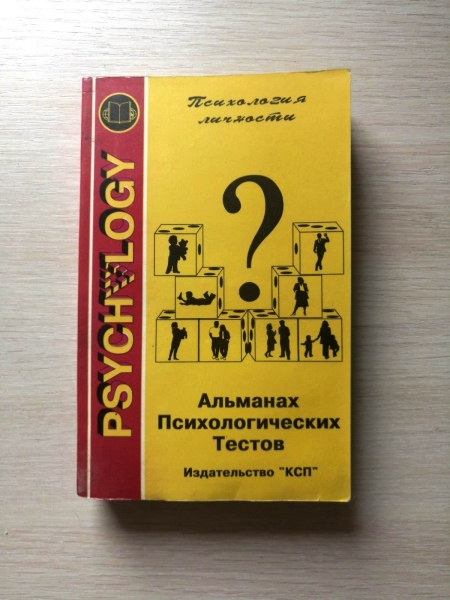 PSYCHOLOGY
Психология
личности
?
Альманах
Психологических
Тестов
Издательство "КСП"